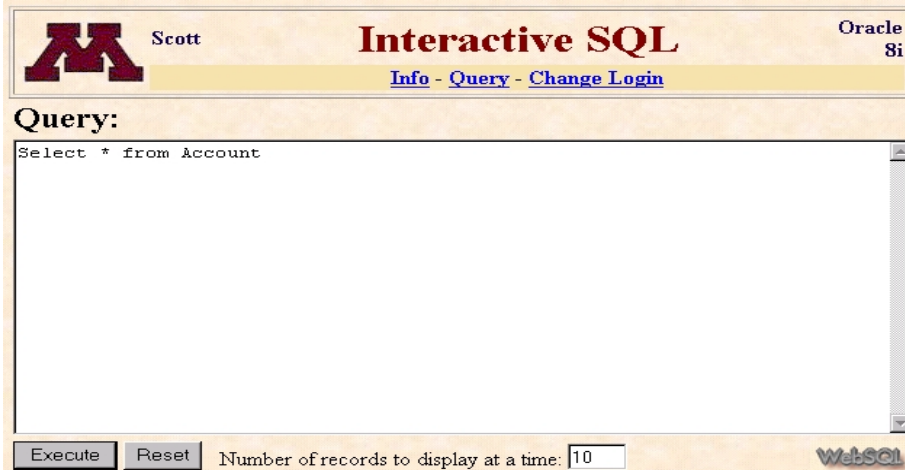 M
Scott
Interactive SQL
Oracle
8i
Info - Query - Change Login
Query:
Select * from Account
Execute
Reset
Number of records to display at a time: 10
WebSQL